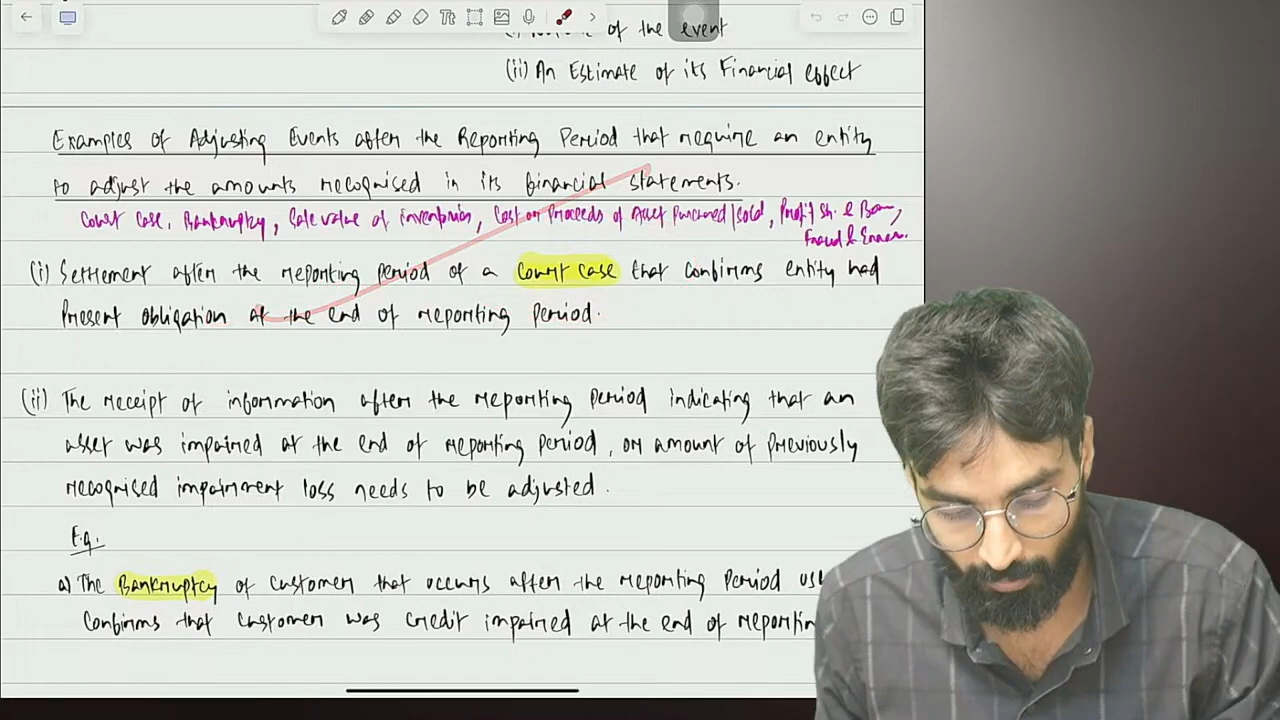 of the event
(ii) An Estimate of its Financial effect
Examples of Adjusting Events after the Reporting Period that require an entity
to adjust the amounts recognised in its financial statements.
Court Case, Bankruptcy, Sale value of inventories, Cost or Proceeds of Asset Purchased/Sold, Profit Sh. & Bonus,
Fraud & Errors.
(i) Settlement after the reporting period of a Court Case that confirms entity had
Present obligation at the end of reporting period.
(ii) The receipt of information after the reporting period indicating that an
asset was impaired at the end of reporting period, or amount of previously
recognised impairment loss needs to be adjusted.
E.g.
a) The Bankruptcy of customer that occurs after the reporting period
Confirms that customer was credit impaired at the end of